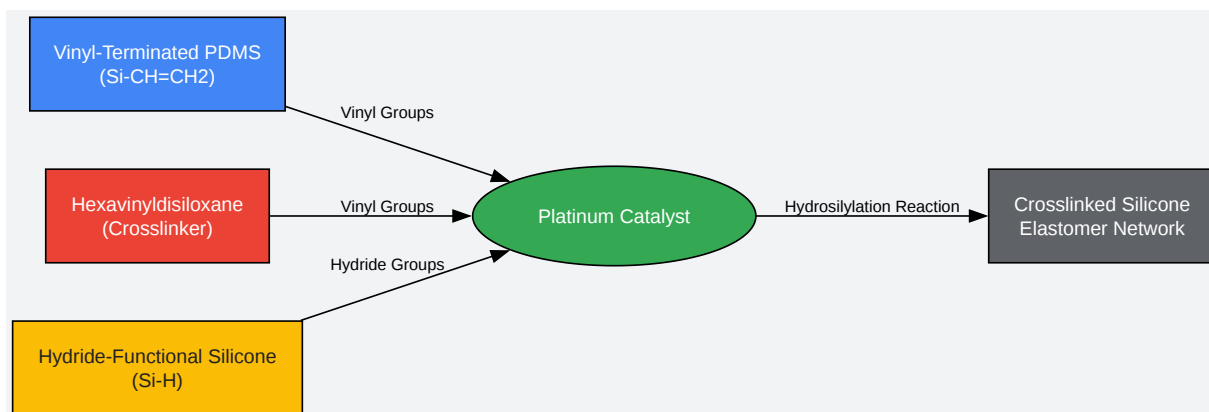 Vinyl-Terminated PDMS
(Si-CH=CH2)
Vinyl Groups
Hexavinyldisiloxane
(Crosslinker)
Vinyl Groups
Platinum Catalyst
Hydrosilylation Reaction
Crosslinked Silicone
Elastomer Network
Hydride Groups
Hydride-Functional Silicone
(Si-H)